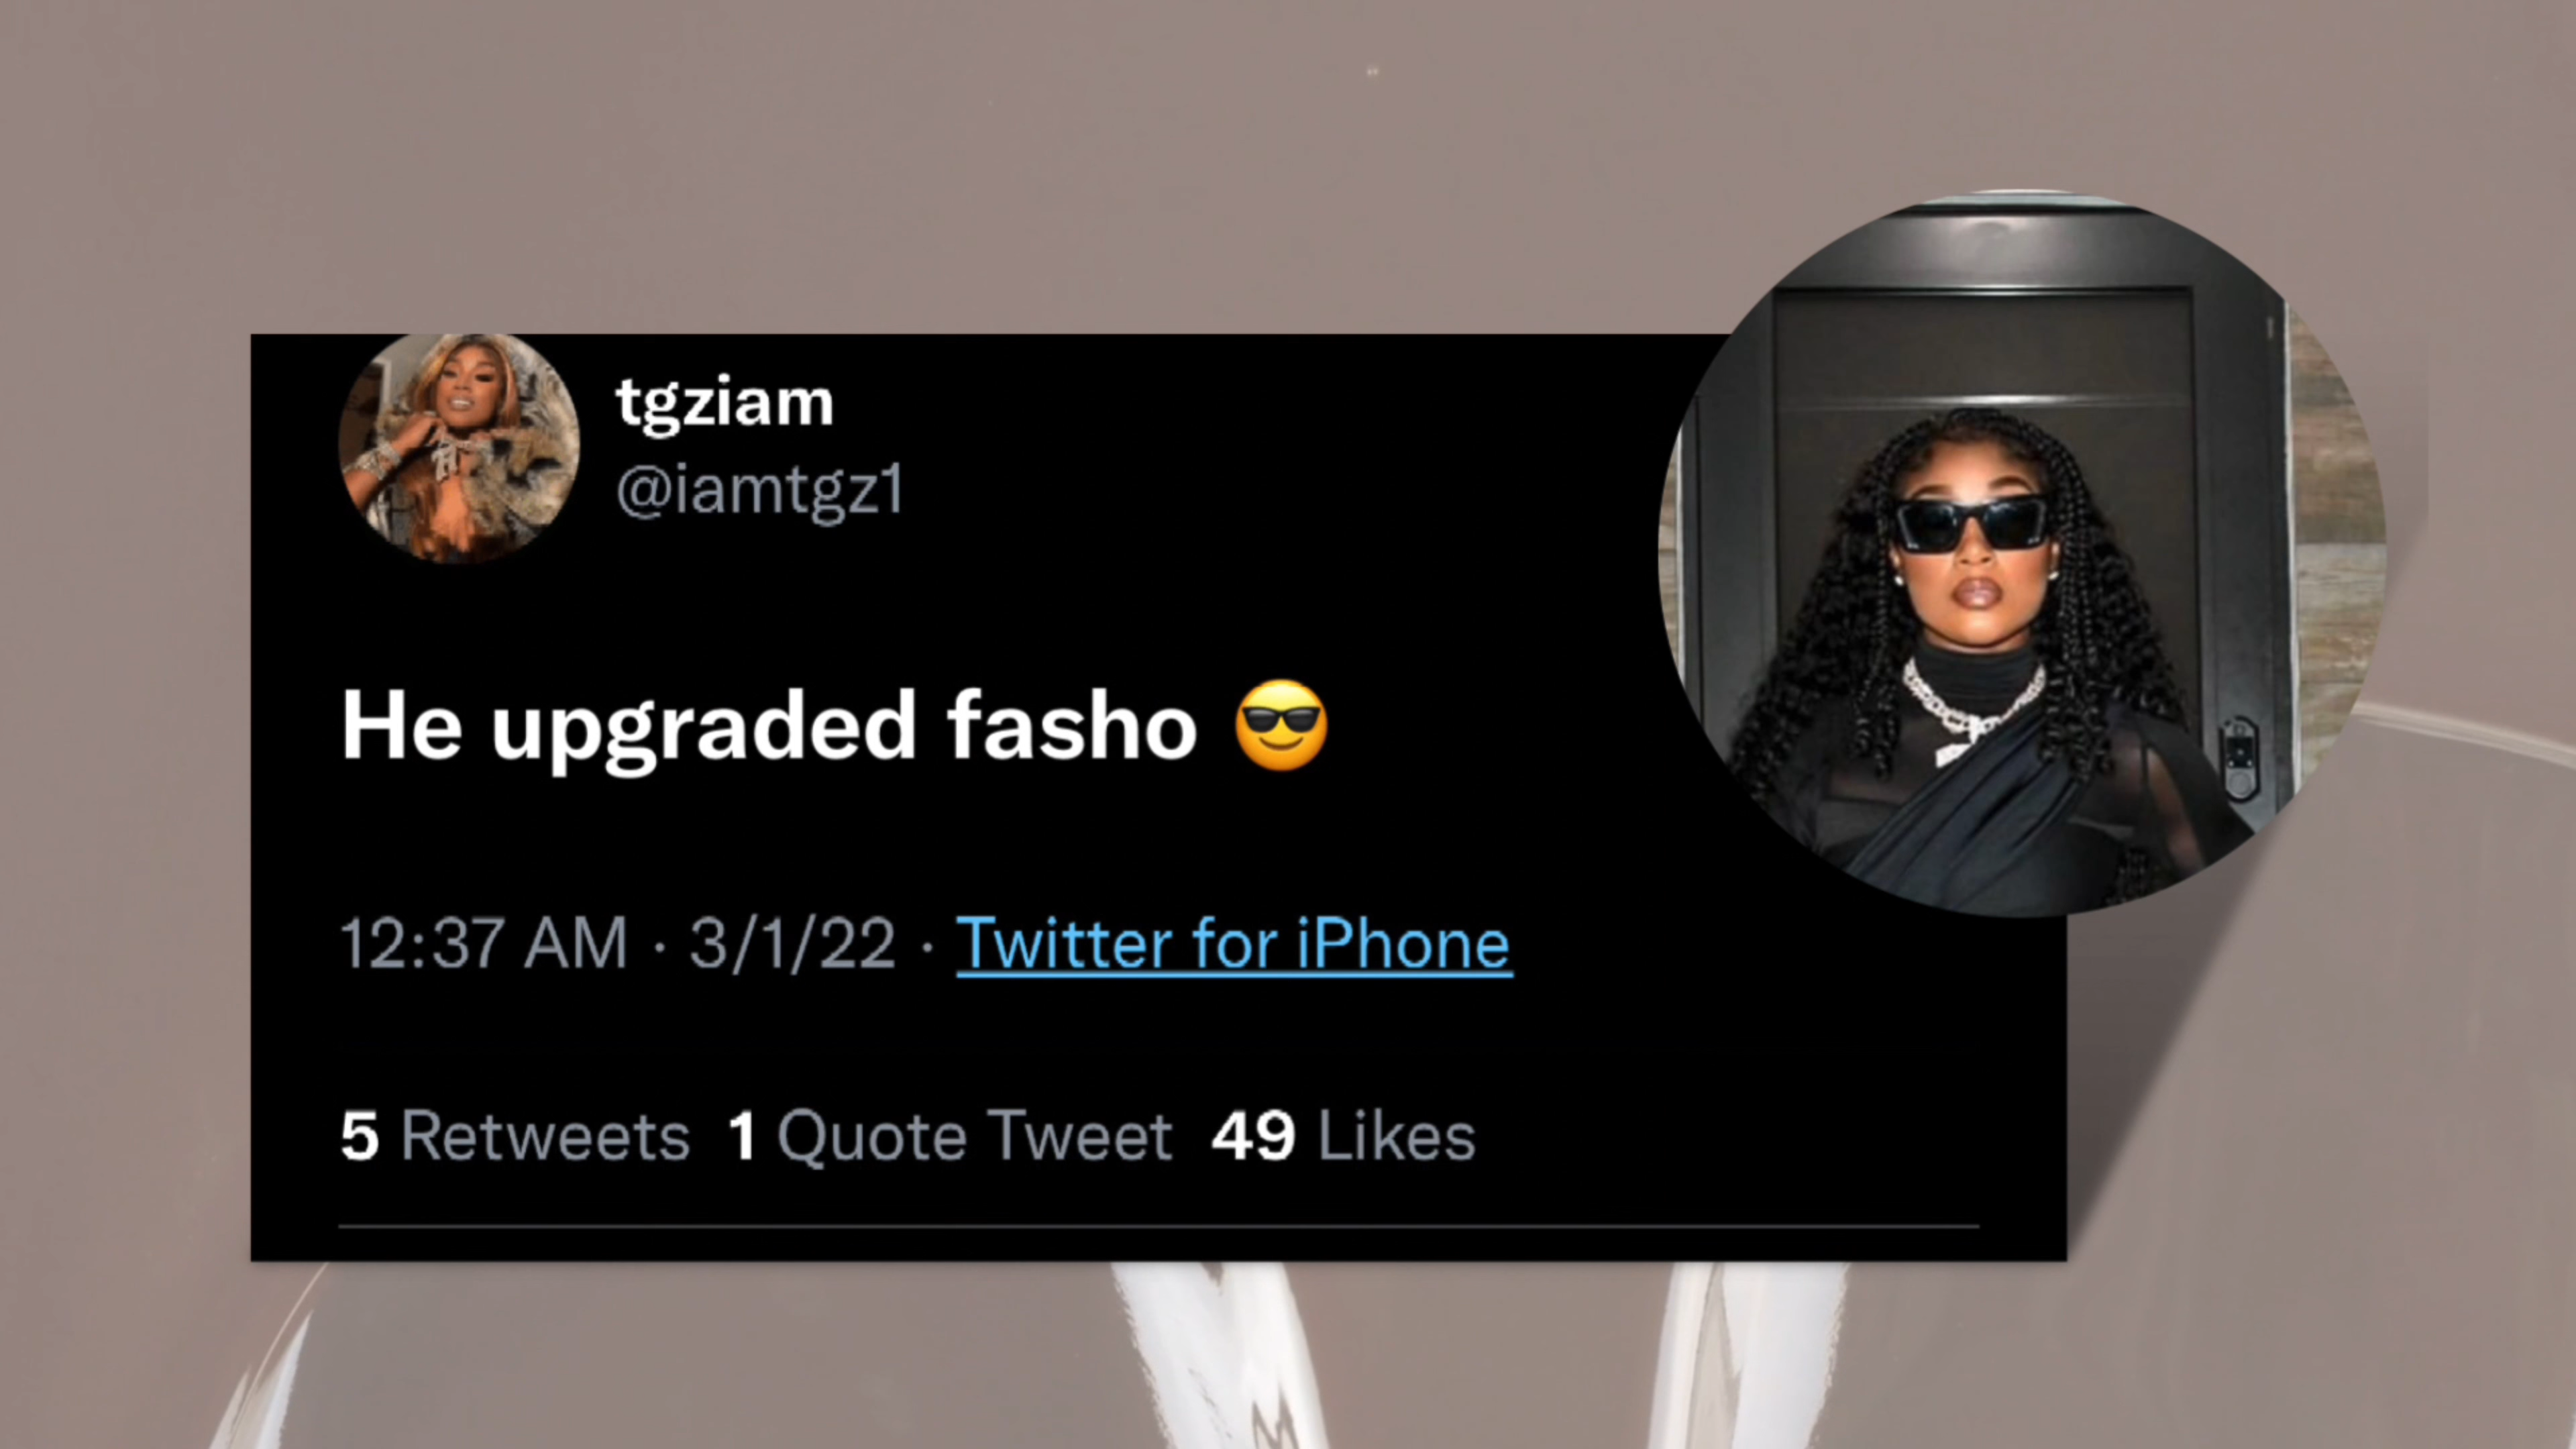 tgziam
@iamtgz1
He upgraded fasho 😎
12:37 AM · 3/1/22 · Twitter for iPhone
5 Retweets 1 Quote Tweet 49 Likes